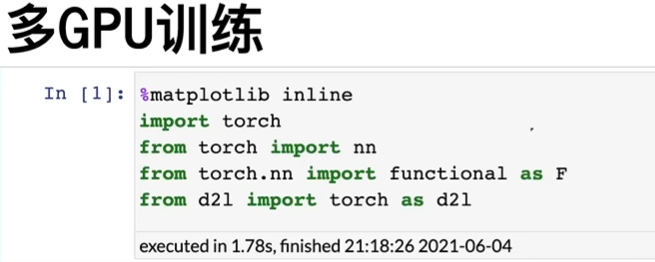 多GPU训练
In [1]: %matplotlib inline
import torch
from torch import nn
from torch.nn import functional as F
from d2l import torch as d2l
executed in 1.78s, finished 21:18:26 2021-06-04